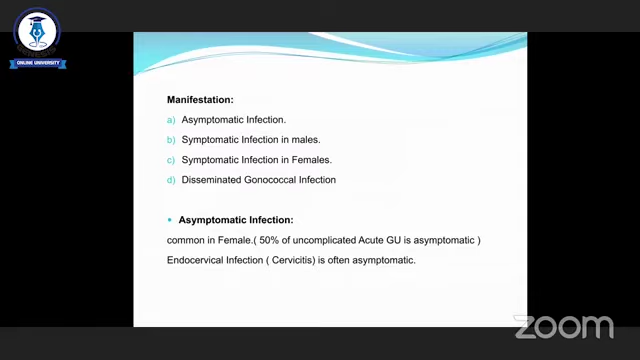 ONLINE UNIVERSITY
Manifestation:
a) Asymptomatic Infection.
b) Symptomatic Infection in males.
c) Symptomatic Infection in Females.
d) Disseminated Gonococcal Infection
• Asymptomatic Infection:
common in Female.( 50% of uncomplicated Acute GU is asymptomatic )
Endocervical Infection ( Cervicitis) is often asymptomatic.
zoom